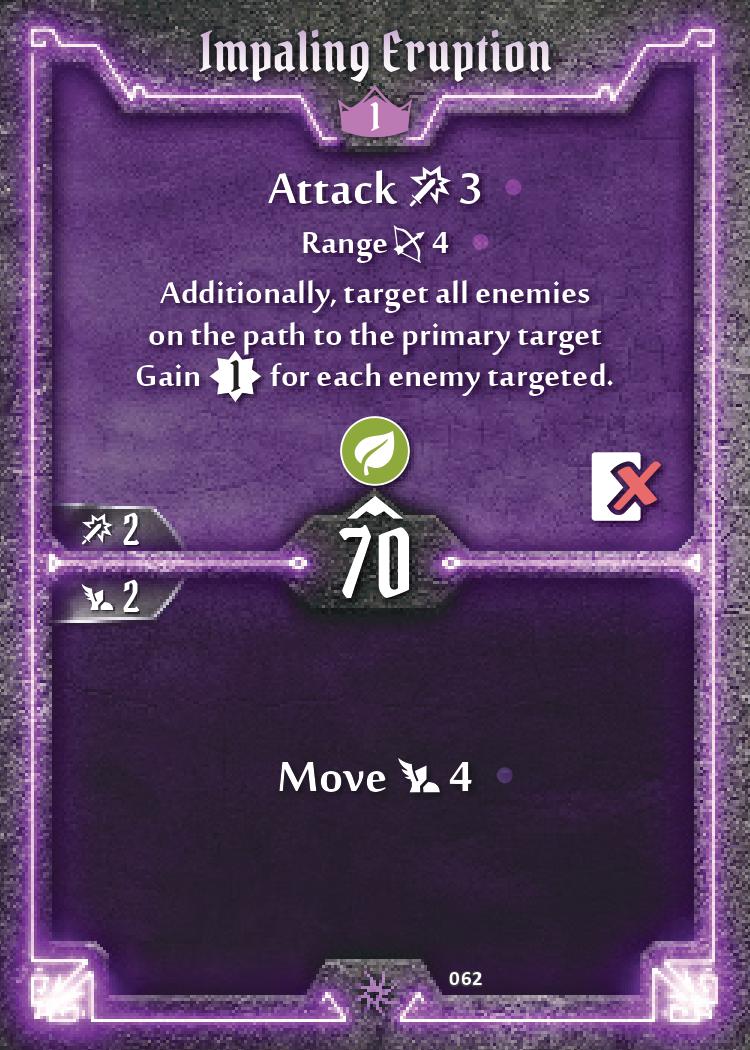 Impaling Eruption
1
Attack 3
Range 4
Additionally, target all enemies
on the path to the primary target
Gain 1 for each enemy targeted.
2
70
2
Move 4
062